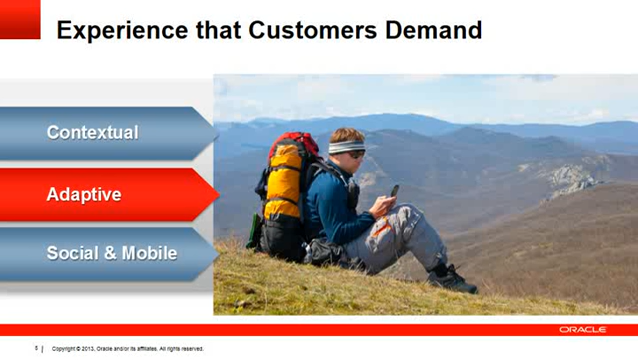 Experience that Customers Demand
Contextual
Adaptive
Social & Mobile
ORACLE
5 | Copyright © 2013, Oracle and/or its affiliates. All rights reserved.